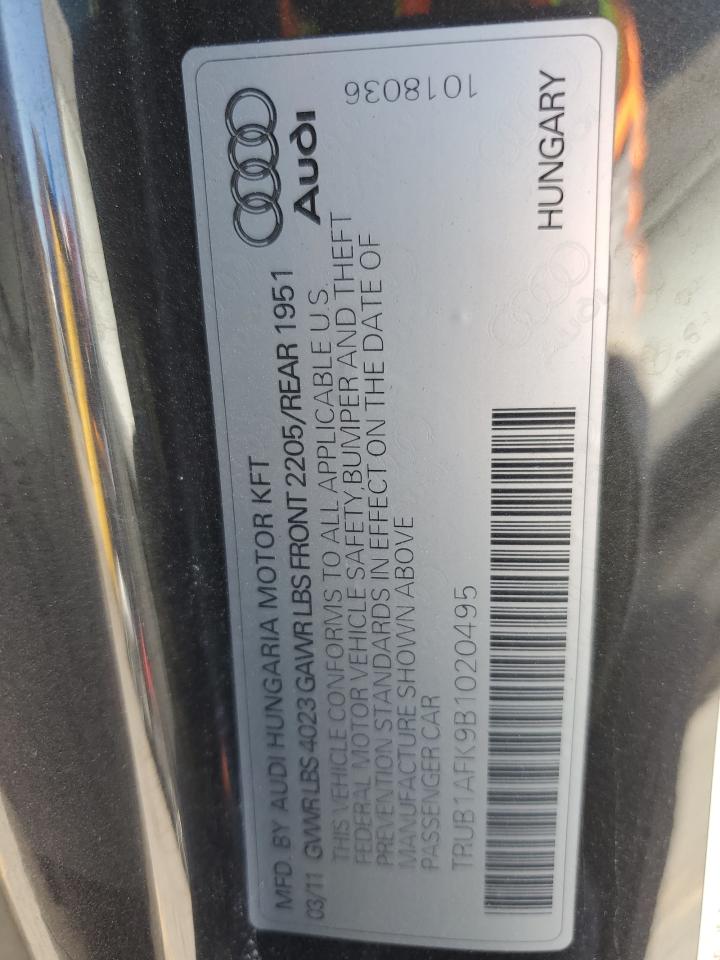 MFD. BY AUDI HUNGARIA MOTOR KFT
03/11 GVWR LBS 4023 GAWR LBS FRONT 2205/REAR 1951
THIS VEHICLE CONFORMS TO ALL APPLICABLE U.S.
FEDERAL MOTOR VEHICLE SAFETY, BUMPER AND THEFT
PREVENTION STANDARDS IN EFFECT ON THE DATE OF
MANUFACTURE SHOWN ABOVE
PASSENGER CAR
TRUB1AFK9B1020495
Audi
1018036
HUNGARY
Audi